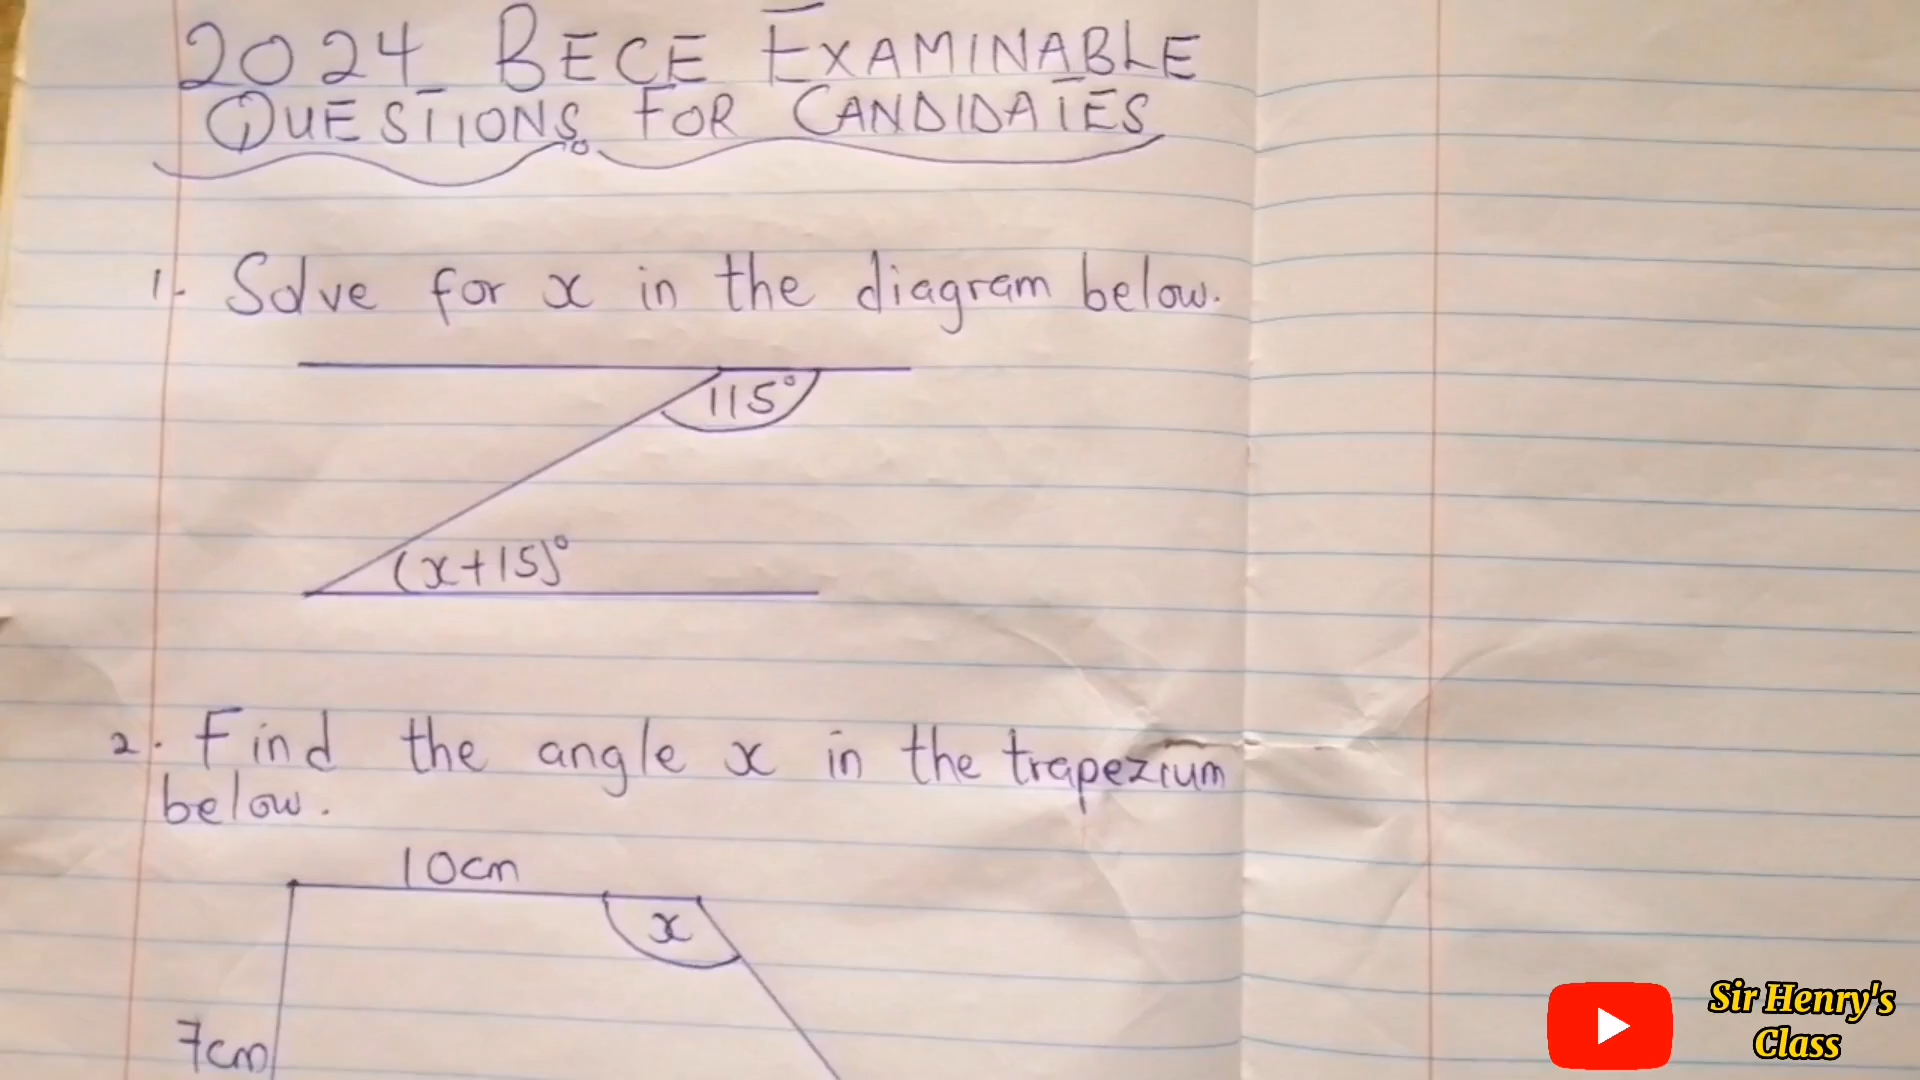 2024 BECE EXAMINABLE
QUESTIONS FOR CANDIDATES
1. Solve for x in the diagram below.
115°
(x+15)°
2. Find the angle x in the trapezium
below.
10cm
x
7cm
Sir Henry's
Class